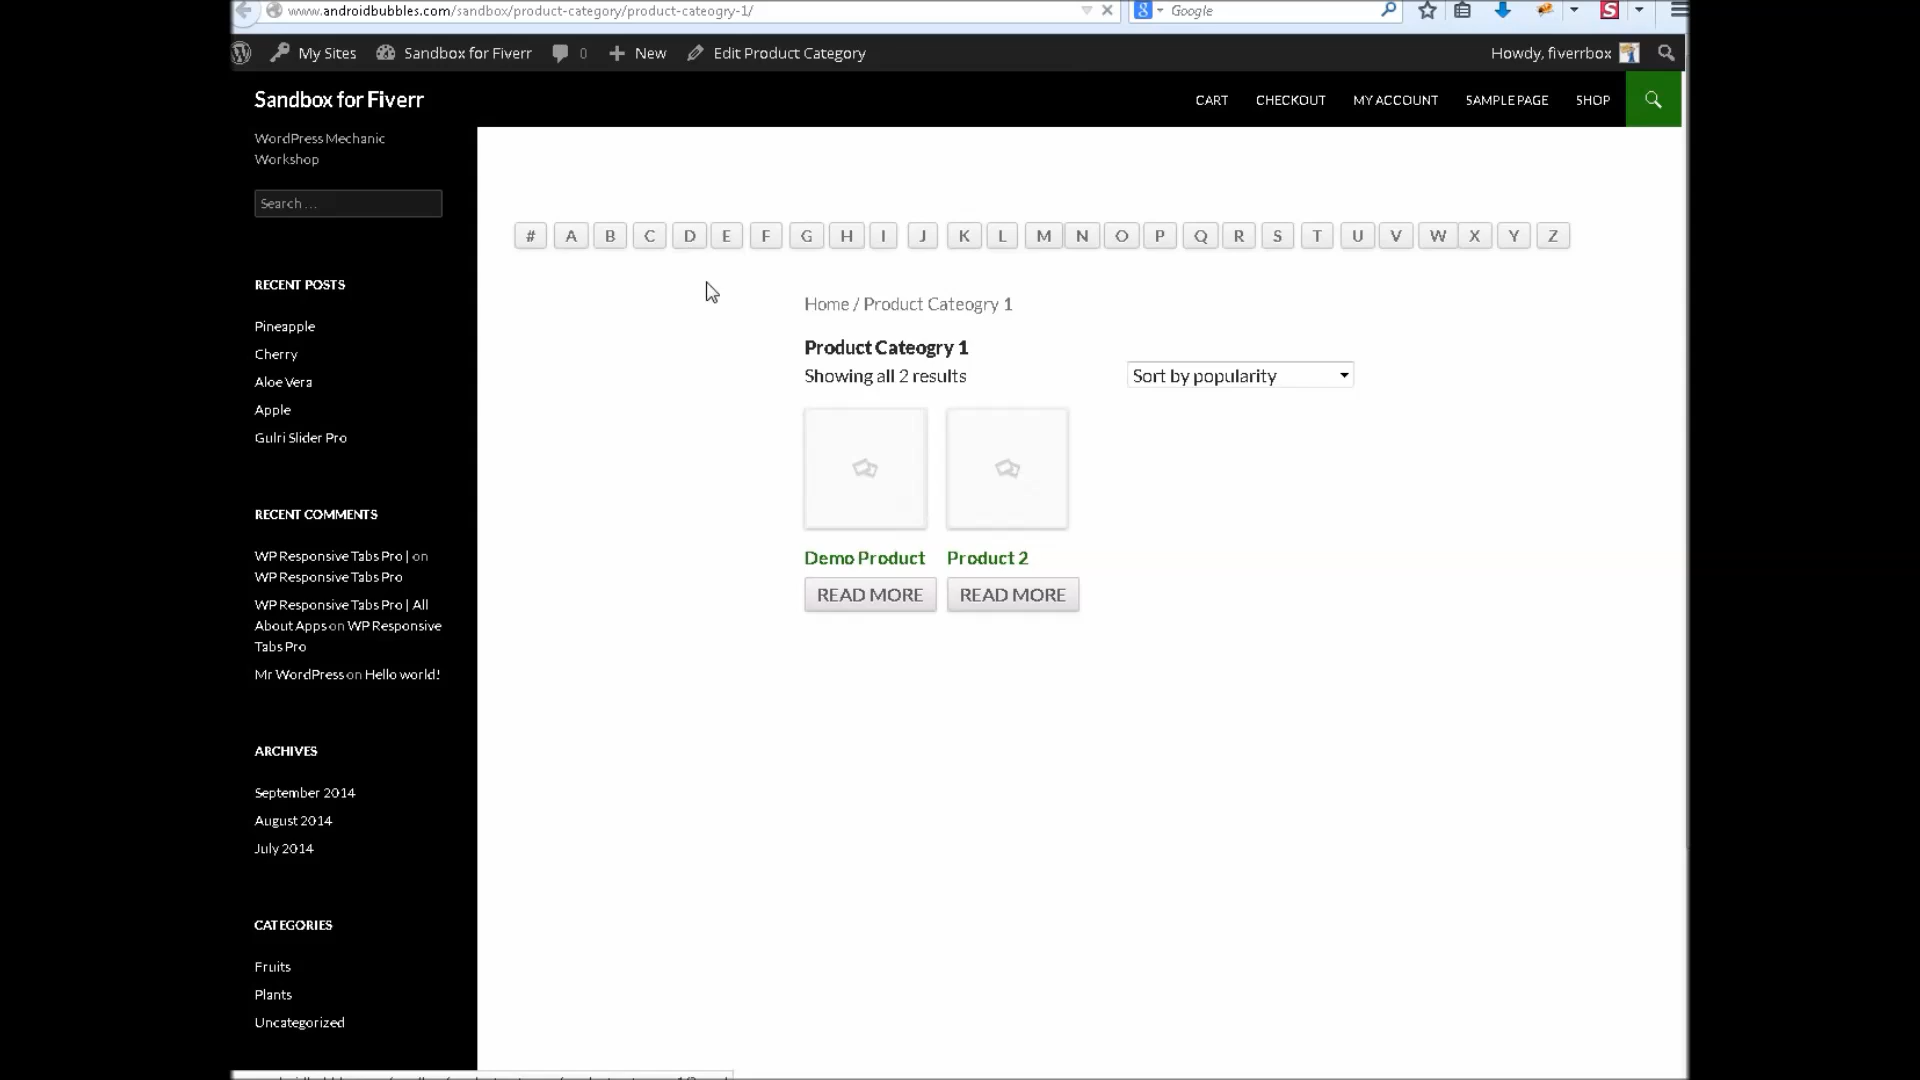 www.androidbubbles.com/sandbox/product-category/product-cateogry-1/
Google
My Sites
Sandbox for Fiverr
0
New
Edit Product Category
Howdy, fiverrbox
Sandbox for Fiverr
CART
CHECKOUT
MY ACCOUNT
SAMPLE PAGE
SHOP
WordPress Mechanic
Workshop
Search ...
RECENT POSTS
Pineapple
Cherry
Aloe Vera
Apple
Gulri Slider Pro
RECENT COMMENTS
WP Responsive Tabs Pro | on
WP Responsive Tabs Pro
WP Responsive Tabs Pro | All
About Apps on WP Responsive
Tabs Pro
Mr WordPress on Hello world!
ARCHIVES
September 2014
August 2014
July 2014
CATEGORIES
Fruits
Plants
Uncategorized
# A B C D E F G H I J K L M N O P Q R S T U V W X Y Z
Home / Product Cateogry 1
Product Cateogry 1
Showing all 2 results
Sort by popularity
Demo Product
Product 2
READ MORE
READ MORE